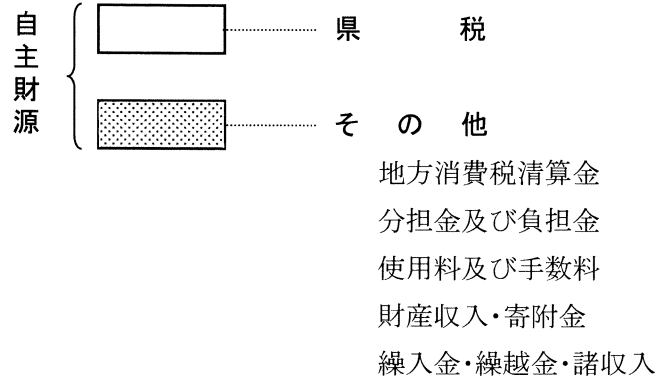 自主財源
県税
その他
地方消費税清算金
分担金及び負担金
使用料及び手数料
財産収入・寄附金
繰入金・繰越金・諸収入